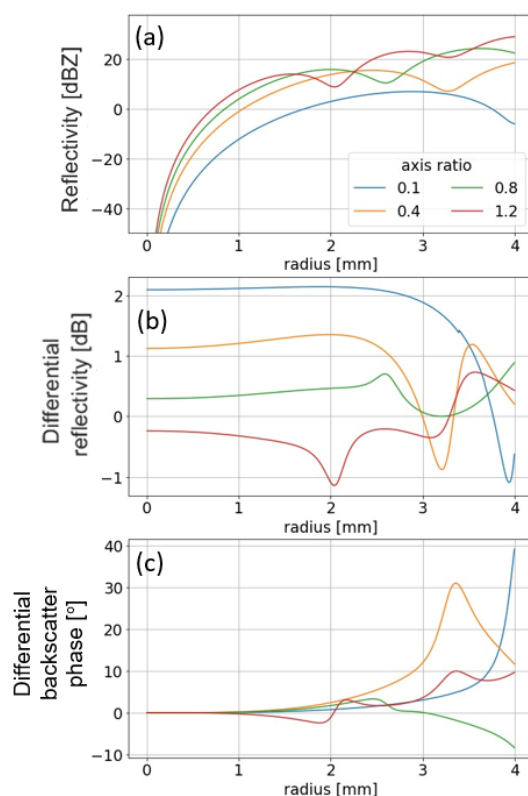 (a)
Reflectivity [dBZ]
20
0
−20
−40
axis ratio
0.1 0.8
0.4 1.2
0 1 2 3 4
radius [mm]
(b)
Differential
reflectivity [dB]
2
1
0
−1
0 1 2 3 4
radius [mm]
(c)
Differential
backscatter
phase [°]
40
30
20
10
0
−10
0 1 2 3 4
radius [mm]